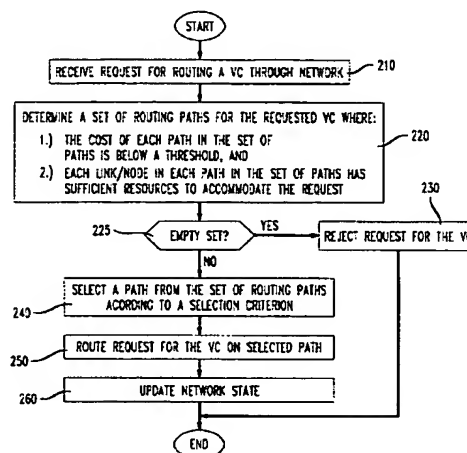 START
RECEIVE REQUEST FOR ROUTING A VC THROUGH NETWORK
210
DETERMINE A SET OF ROUTING PATHS FOR THE REQUESTED VC WHERE:
1.) THE COST OF EACH PATH IN THE SET OF
PATHS IS BELOW A THRESHOLD, AND
2.) EACH LINK/NODE IN EACH PATH IN THE SET OF PATHS HAS
SUFFICIENT RESOURCES TO ACCOMMODATE THE REQUEST
220
225
EMPTY SET?
YES
230
REJECT REQUEST FOR THE VC
NO
SELECT A PATH FROM THE SET OF ROUTING PATHS
ACORDING TO A SELECTION CRITERION
240
ROUTE REQUEST FOR THE VC ON SELECTED PATH
250
UPDATE NETWORK STATE
260
END